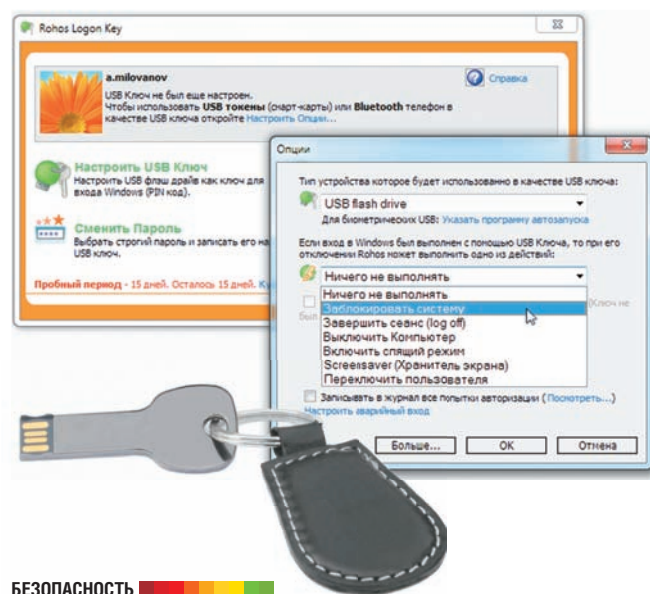 Rohos Logon Key
a.milovanov
Справка
USB Ключ не был еще настроен.
Чтобы использовать USB токены (смарт-карты) или Bluetooth телефон в
качестве USB ключа откройте Настроить Опции...
Настроить USB Ключ
Настроить USB флаш драйв как ключ для
входа Windows (PIN код).
Сменить Пароль
Выбрать строгий пароль и записать его на
USB ключ.
Пробный период - 15 дней. Осталось 15 дней.
Опции
Тип устройства которое будет использованно в качестве USB ключа:
USB flash drive
Для биометрических USB: Указать программу автозапуска
Если вход в Windows был выполнен с помощью USB Ключа, то при его
отключении Rohos может выполнить одно из действий:
Ничего не выполнять
Ничего не выполнять
Заблокировать систему
Завершить сеанс (log off)
Выключить Компьютер
Включить спящий режим
Screensaver (Хранитель экрана)
Переключить пользователя
(Ключ не
был
Записывать в журнал все попытки авторизации (Посмотреть...)
Настроить аварийный вход
Больше... OK Отмена
БЕЗОПАСНОСТЬ